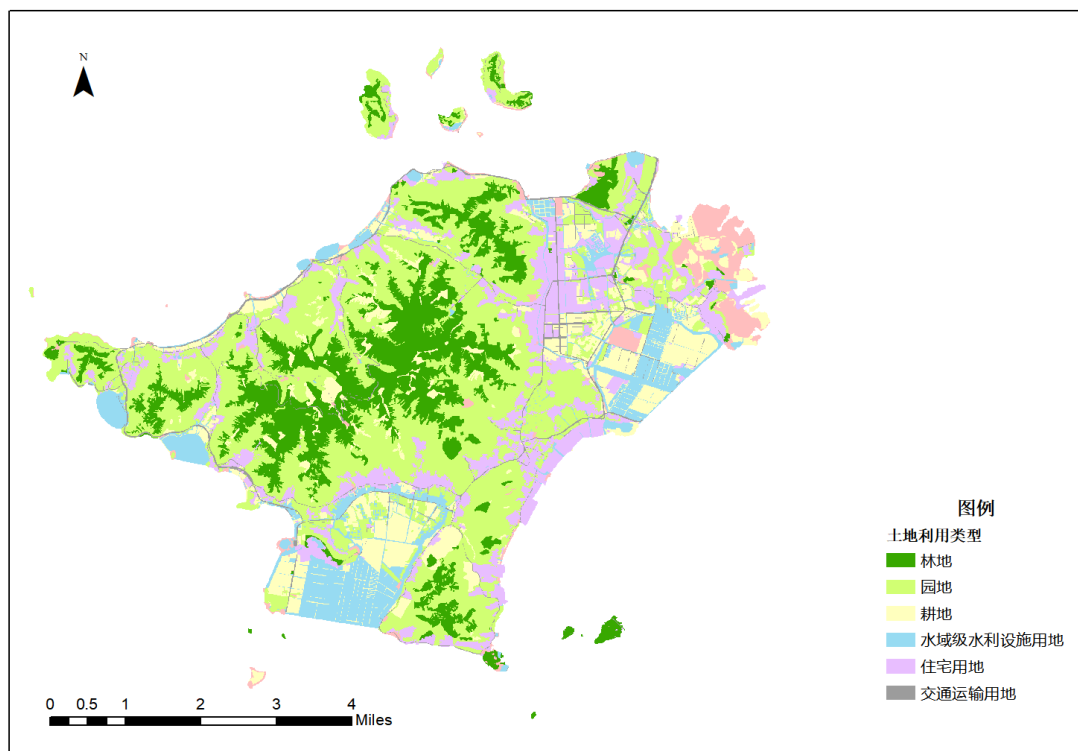 N
图例
土地利用类型
林地
园地
耕地
水域级水利设施用地
住宅用地
交通运输用地
0 0.5 1 2 3 4 Miles